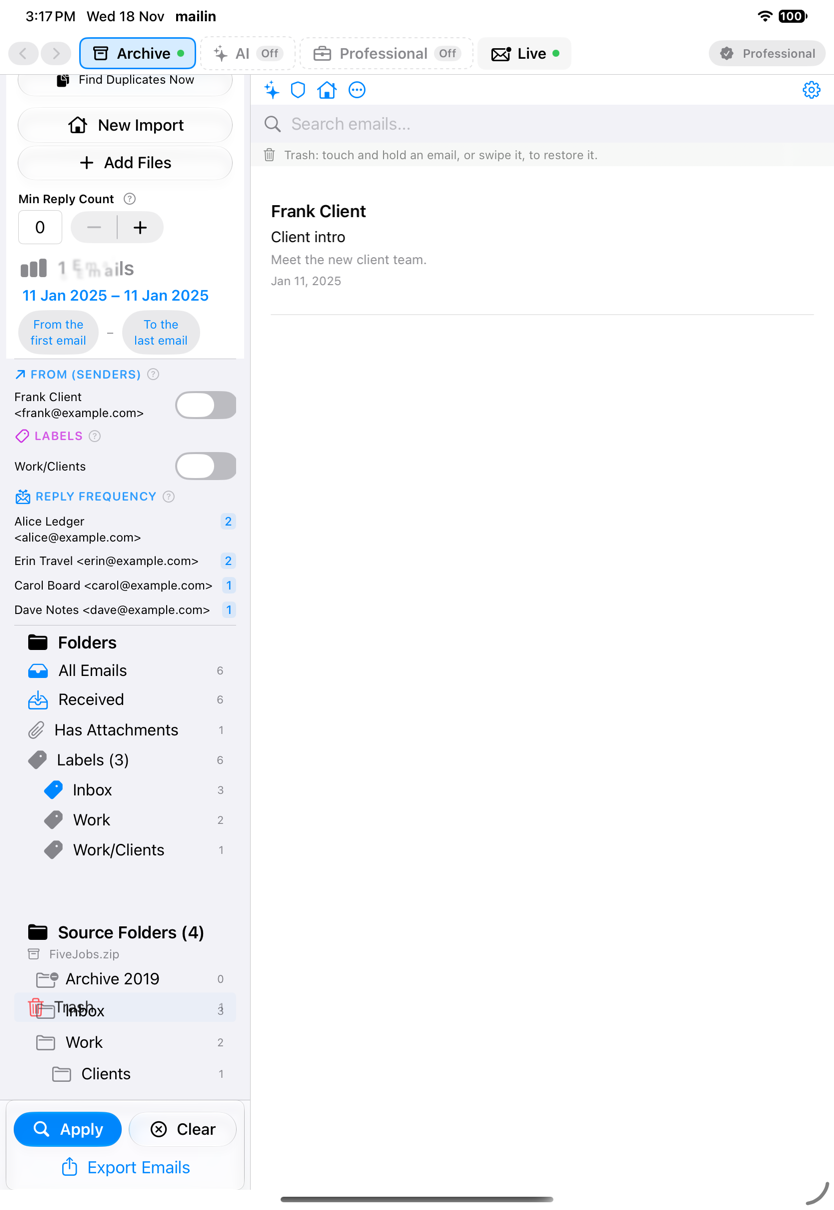 3:17 PM Wed 18 Nov mailin
100
Archive
AI Off
Professional Off
Live
Professional
Find Duplicates Now
New Import
Add Files
Min Reply Count ?
0
1 Emails
11 Jan 2025 – 11 Jan 2025
From the
first email
–
To the
last email
FROM (SENDERS) ?
Frank Client
<frank@example.com>
LABELS ?
Work/Clients
REPLY FREQUENCY ?
Alice Ledger
<alice@example.com> 2
Erin Travel <erin@example.com> 2
Carol Board <carol@example.com> 1
Dave Notes <dave@example.com> 1
Folders
All Emails 6
Received 6
Has Attachments 1
Labels (3) 6
Inbox 3
Work 2
Work/Clients 1
Source Folders (4)
FiveJobs.zip
Archive 2019 0
Trash
Inbox 3
Work 2
Clients 1
Apply
Clear
Export Emails
Search emails...
Trash: touch and hold an email, or swipe it, to restore it.
Frank Client
Client intro
Meet the new client team.
Jan 11, 2025